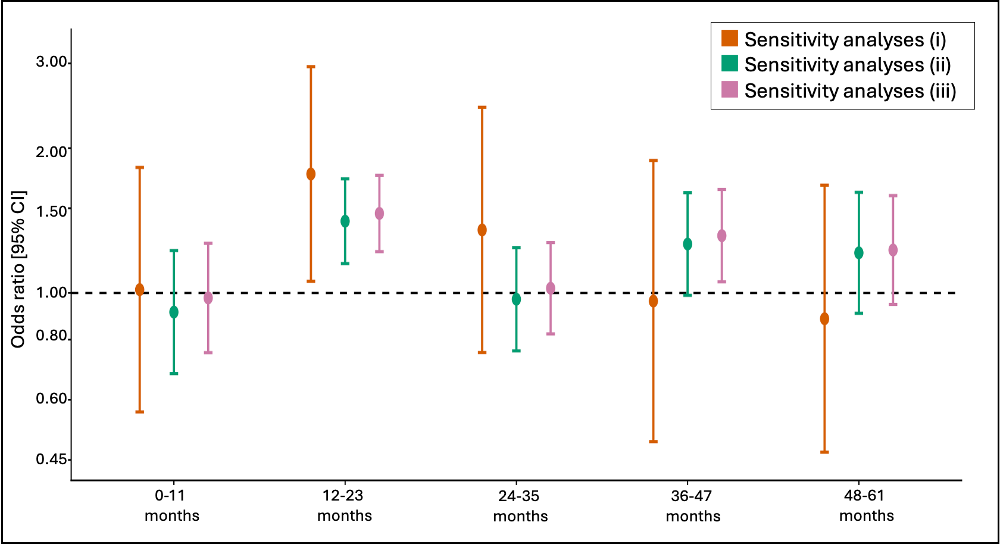 Sensitivity analyses (i)
Sensitivity analyses (ii)
Sensitivity analyses (iii)
Odds ratio [95% CI]
3.00
2.00
1.50
1.00
0.80
0.60
0.45
0-11 months
12-23 months
24-35 months
36-47 months
48-61 months